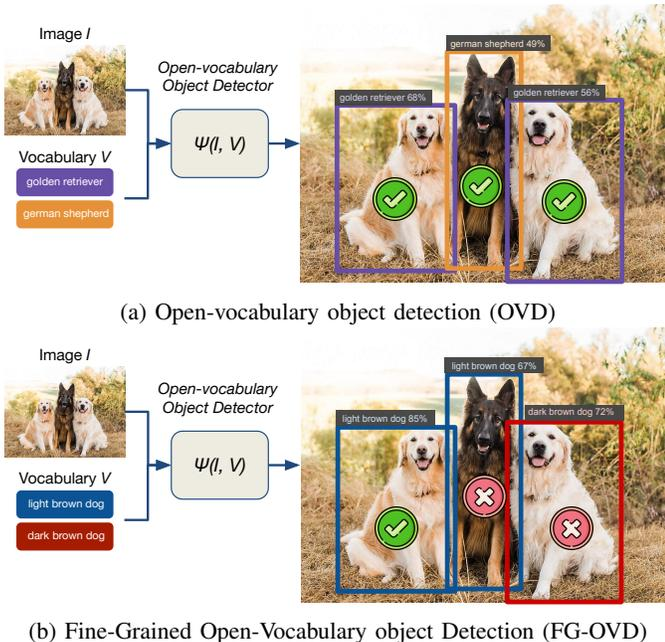 Image I
Open-vocabulary
Object Detector
Ψ(I, V)
Vocabulary V
golden retriever
german shepherd
german shepherd 49%
golden retriever 68%
golden retriever 56%
(a) Open-vocabulary object detection (OVD)
Image I
Open-vocabulary
Object Detector
Ψ(I, V)
Vocabulary V
light brown dog
dark brown dog
light brown dog 67%
light brown dog 85%
dark brown dog 72%
(b) Fine-Grained Open-Vocabulary object Detection (FG-OVD)